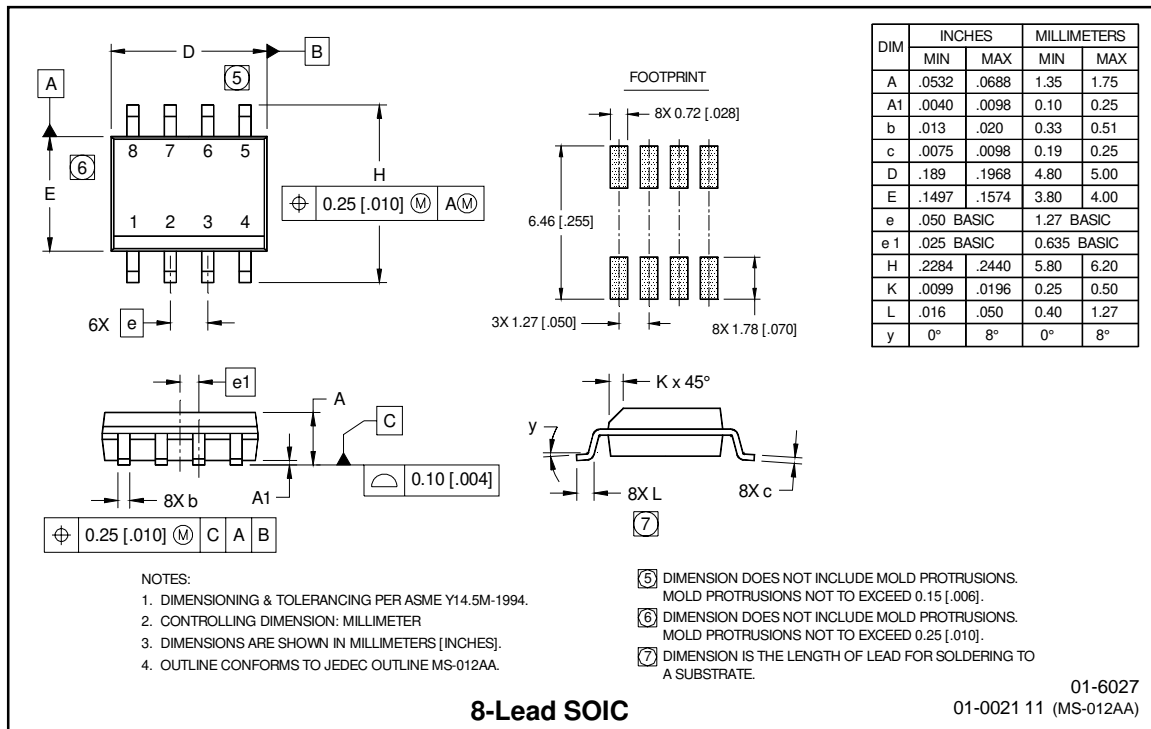 D
B
5
A
8 7 6 5
6
E
H
⌖ 0.25 [.010] Ⓜ AⓂ
1 2 3 4
6X e
FOOTPRINT
8X 0.72 [.028]
6.46 [.255]
3X 1.27 [.050]
8X 1.78 [.070]
DIM INCHES MILLIMETERS
MIN MAX MIN MAX
A .0532 .0688 1.35 1.75
A1 .0040 .0098 0.10 0.25
b .013 .020 0.33 0.51
c .0075 .0098 0.19 0.25
D .189 .1968 4.80 5.00
E .1497 .1574 3.80 4.00
e .050 BASIC 1.27 BASIC
e 1 .025 BASIC 0.635 BASIC
H .2284 .2440 5.80 6.20
K .0099 .0196 0.25 0.50
L .016 .050 0.40 1.27
y 0° 8° 0° 8°
e1
A
C
A1
⌓ 0.10 [.004]
8X b
⌖ 0.25 [.010] Ⓜ C A B
K x 45°
y
8X L
7
8X c
NOTES:
1. DIMENSIONING & TOLERANCING PER ASME Y14.5M-1994.
2. CONTROLLING DIMENSION: MILLIMETER
3. DIMENSIONS ARE SHOWN IN MILLIMETERS [INCHES].
4. OUTLINE CONFORMS TO JEDEC OUTLINE MS-012AA.
5 DIMENSION DOES NOT INCLUDE MOLD PROTRUSIONS.
MOLD PROTRUSIONS NOT TO EXCEED 0.15 [.006].
6 DIMENSION DOES NOT INCLUDE MOLD PROTRUSIONS.
MOLD PROTRUSIONS NOT TO EXCEED 0.25 [.010].
7 DIMENSION IS THE LENGTH OF LEAD FOR SOLDERING TO
A SUBSTRATE.
8-Lead SOIC
01-6027
01-0021 11 (MS-012AA)